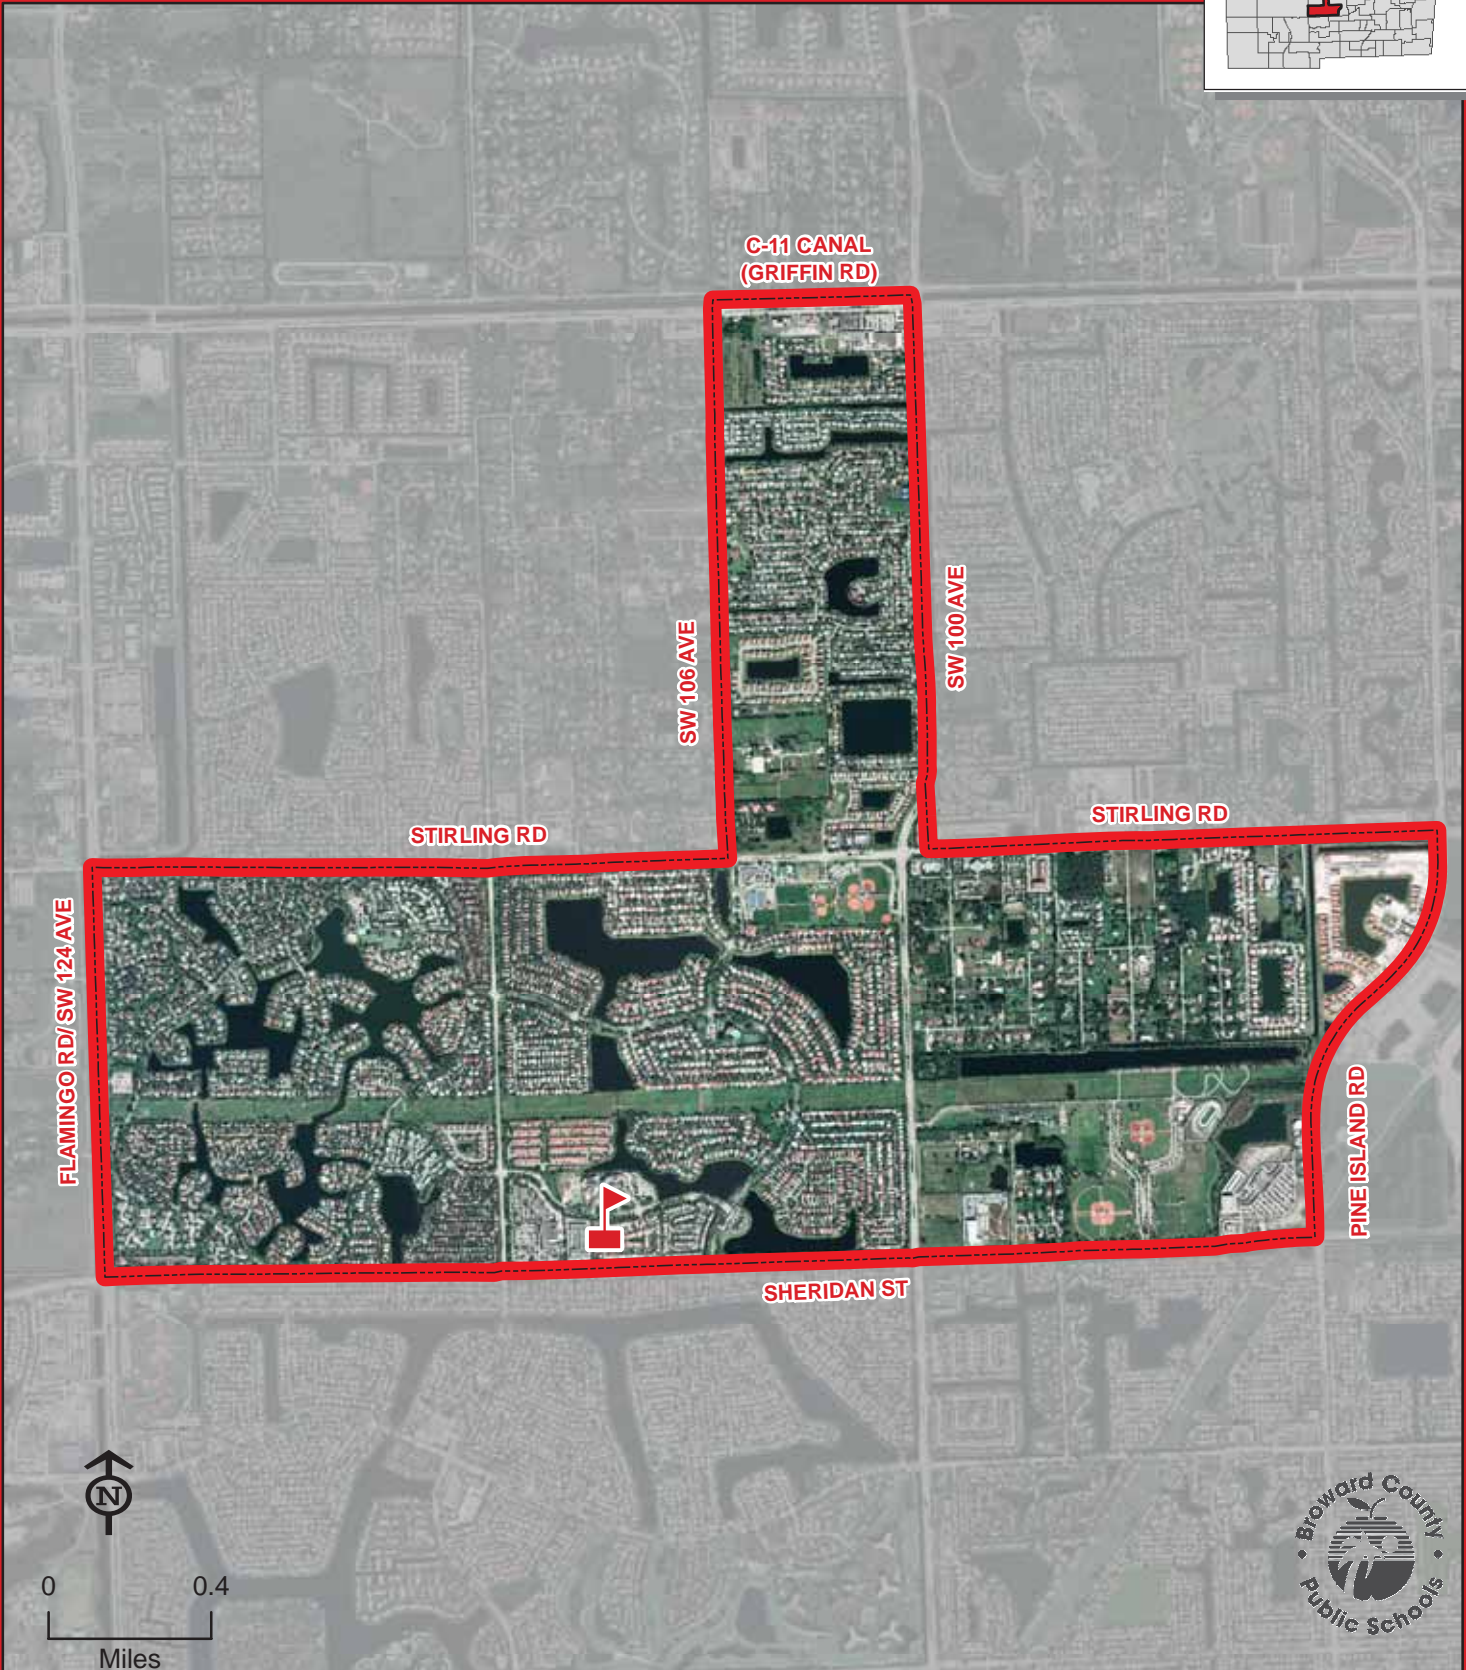 C-11 CANAL
(GRIFFIN RD)
SW 106 AVE
SW 100 AVE
STIRLING RD
STIRLING RD
FLAMINGO RD/ SW 124 AVE
PINE ISLAND RD
SHERIDAN ST
N
0 0.4
Miles
Broward County
Public Schools